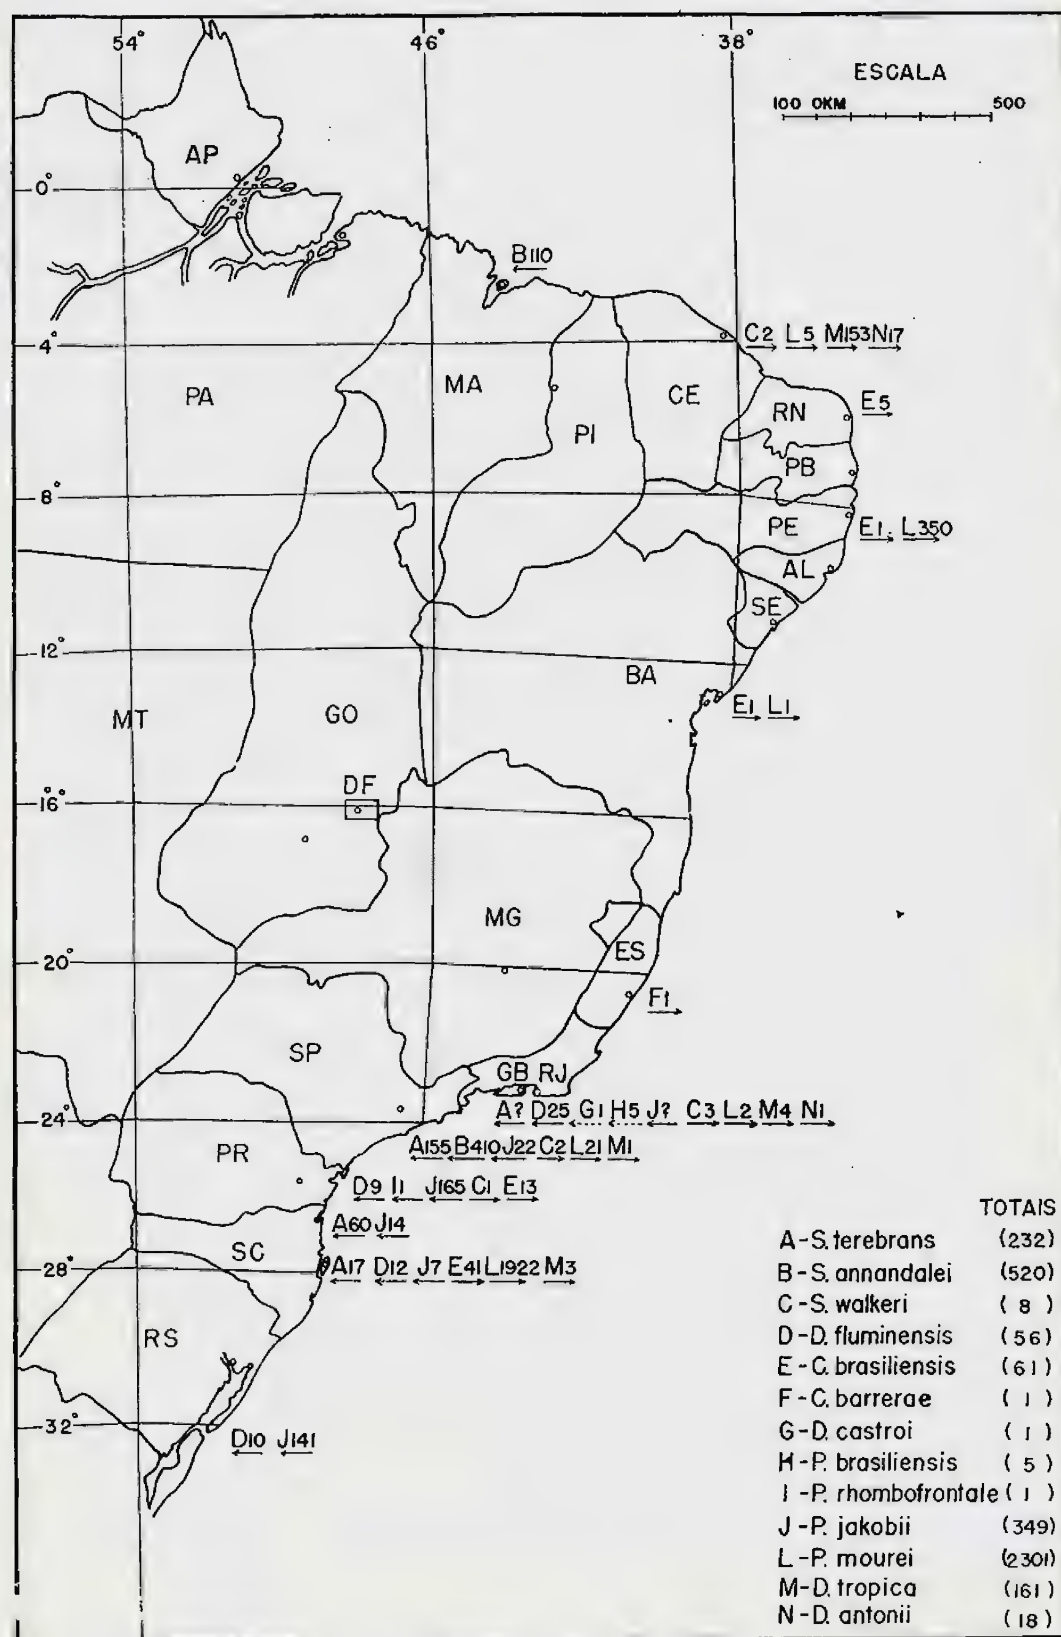 54° 46° 38°
ESCALA
100 0KM 500
AP
0°
B110
C2 L5 M153 N17
4°
PA MA PI CE RN E5
PB
8°
PE E1. L350
AL
SE
12°
BA
MT GO E1 L1
DF
16°
MG
ES
20°
F1
SP
GB RJ
A? D25 G1 H5 J? C3 L2 M4 N1
24°
A155 B410 J22 C2 L21 M1
PR
D9 I1 J165 C1 E13
A60 J14
SC
28°
A17 D12 J7 E41 L1922 M3
RS
32°
D10 J141
TOTAIS
A-S. terebrans (232)
B-S. annandalei (520)
C-S. walkeri (8)
D-D. fluminensis (56)
E-C. brasiliensis (61)
F-C. barrerae (1)
G-D. castroi (1)
H-P. brasiliensis (5)
I-P. rhombofrontale (1)
J-P. jakobii (349)
L-P. mourei (2301)
M-D. tropica (161)
N-D. antonii (18)